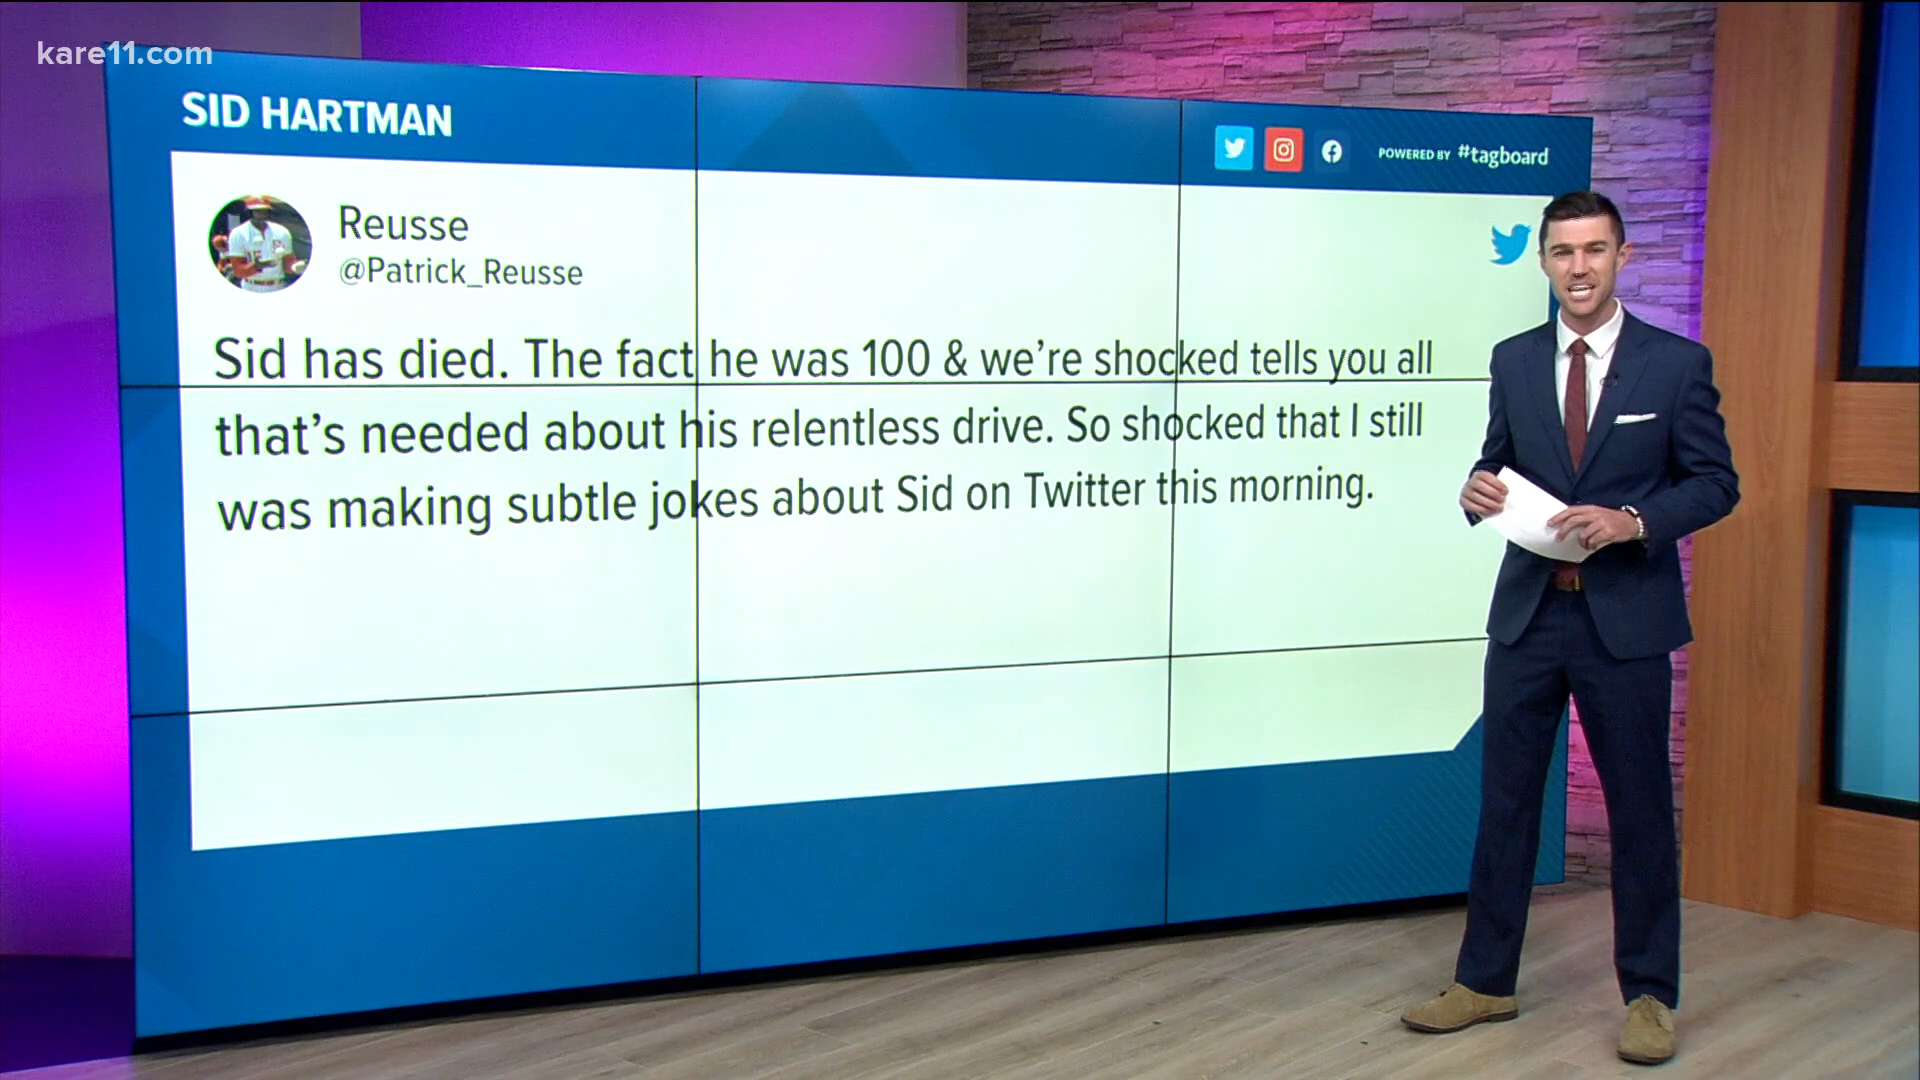 kare11.com
SID HARTMAN
POWERED BY #tagboard
Reusse
@Patrick_Reusse
Sid has died. The fact he was 100 & we're shocked tells you all
that's needed about his relentless drive. So shocked that I still
was making subtle jokes about Sid on Twitter this morning.